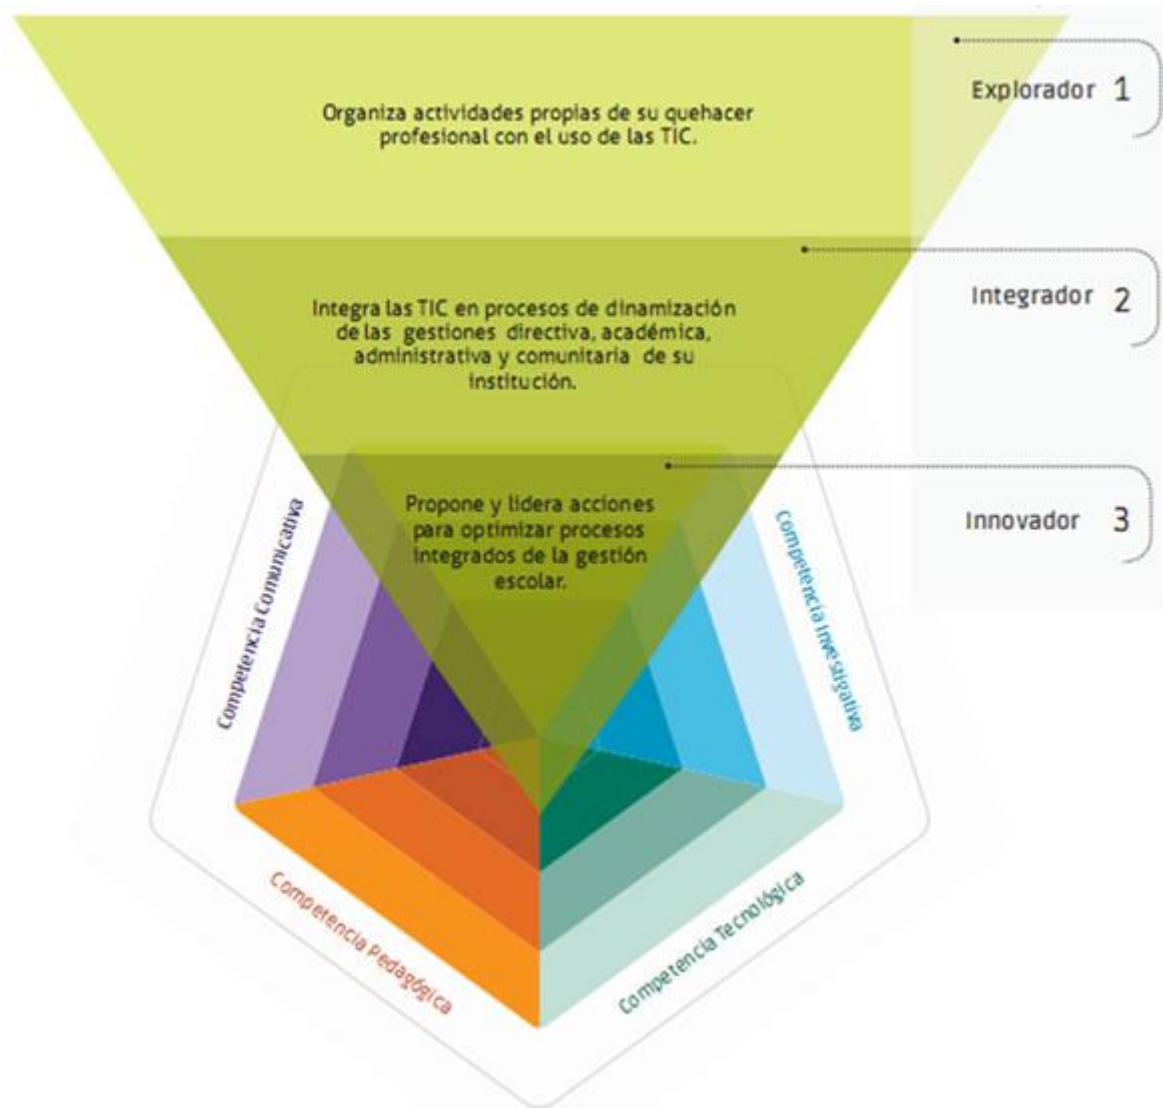 Organiza actividades propias de su quehacer
profesional con el uso de las TIC.
Explorador 1
Integra las TIC en procesos de dinamización
de las gestiones directiva, académica,
administrativa y comunitaria de su
institución.
Integrador 2
Propone y lidera acciones
para optimizar procesos
integrados de la gestión
escolar.
Innovador 3
Competencia Comunicativa
Competencia Investigativa
Competencia Pedagógica
Competencia Tecnológica